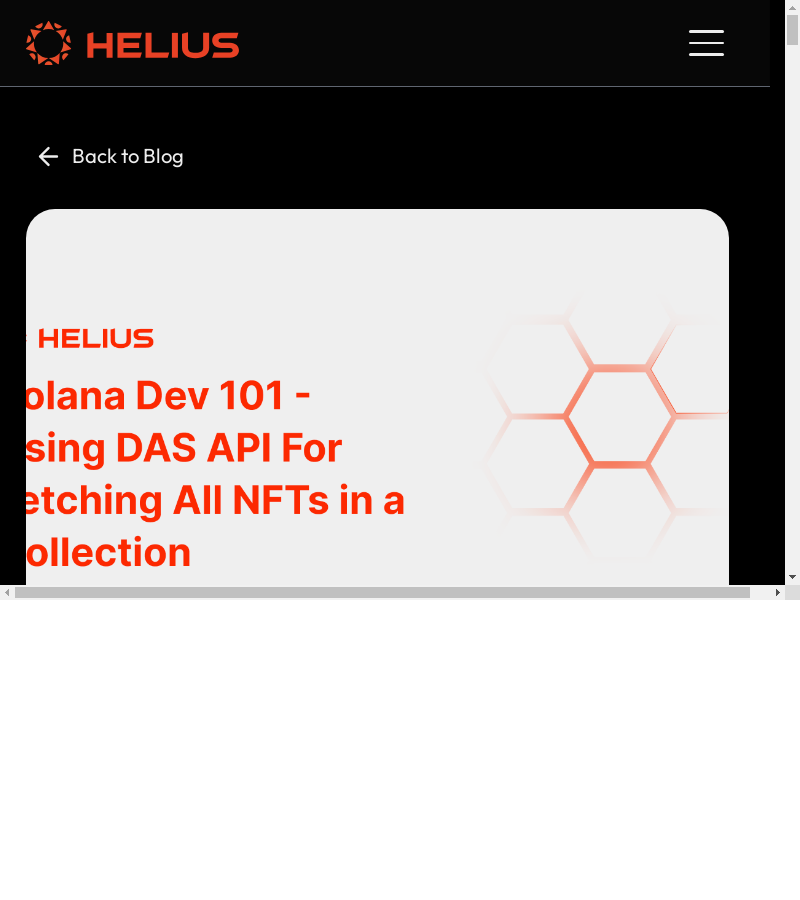 HELIUS
Back to Blog
HELIUS
olana Dev 101 -
sing DAS API For
etching All NFTs in a
ollection